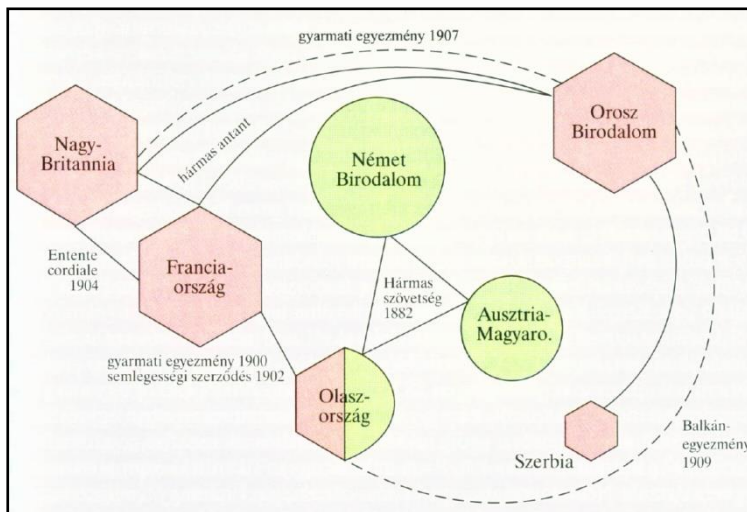 gyarmati egyezmény 1907
Nagy-
Britannia
hármas antant
Orosz
Birodalom
Német
Birodalom
Entente
cordiale
1904
Francia-
ország
Hármas
szövetség
1882
Ausztria-
Magyaro.
gyarmati egyezmény 1900
semlegességi szerződés 1902
Olasz-
ország
Szerbia
Balkán-
egyezmény
1909